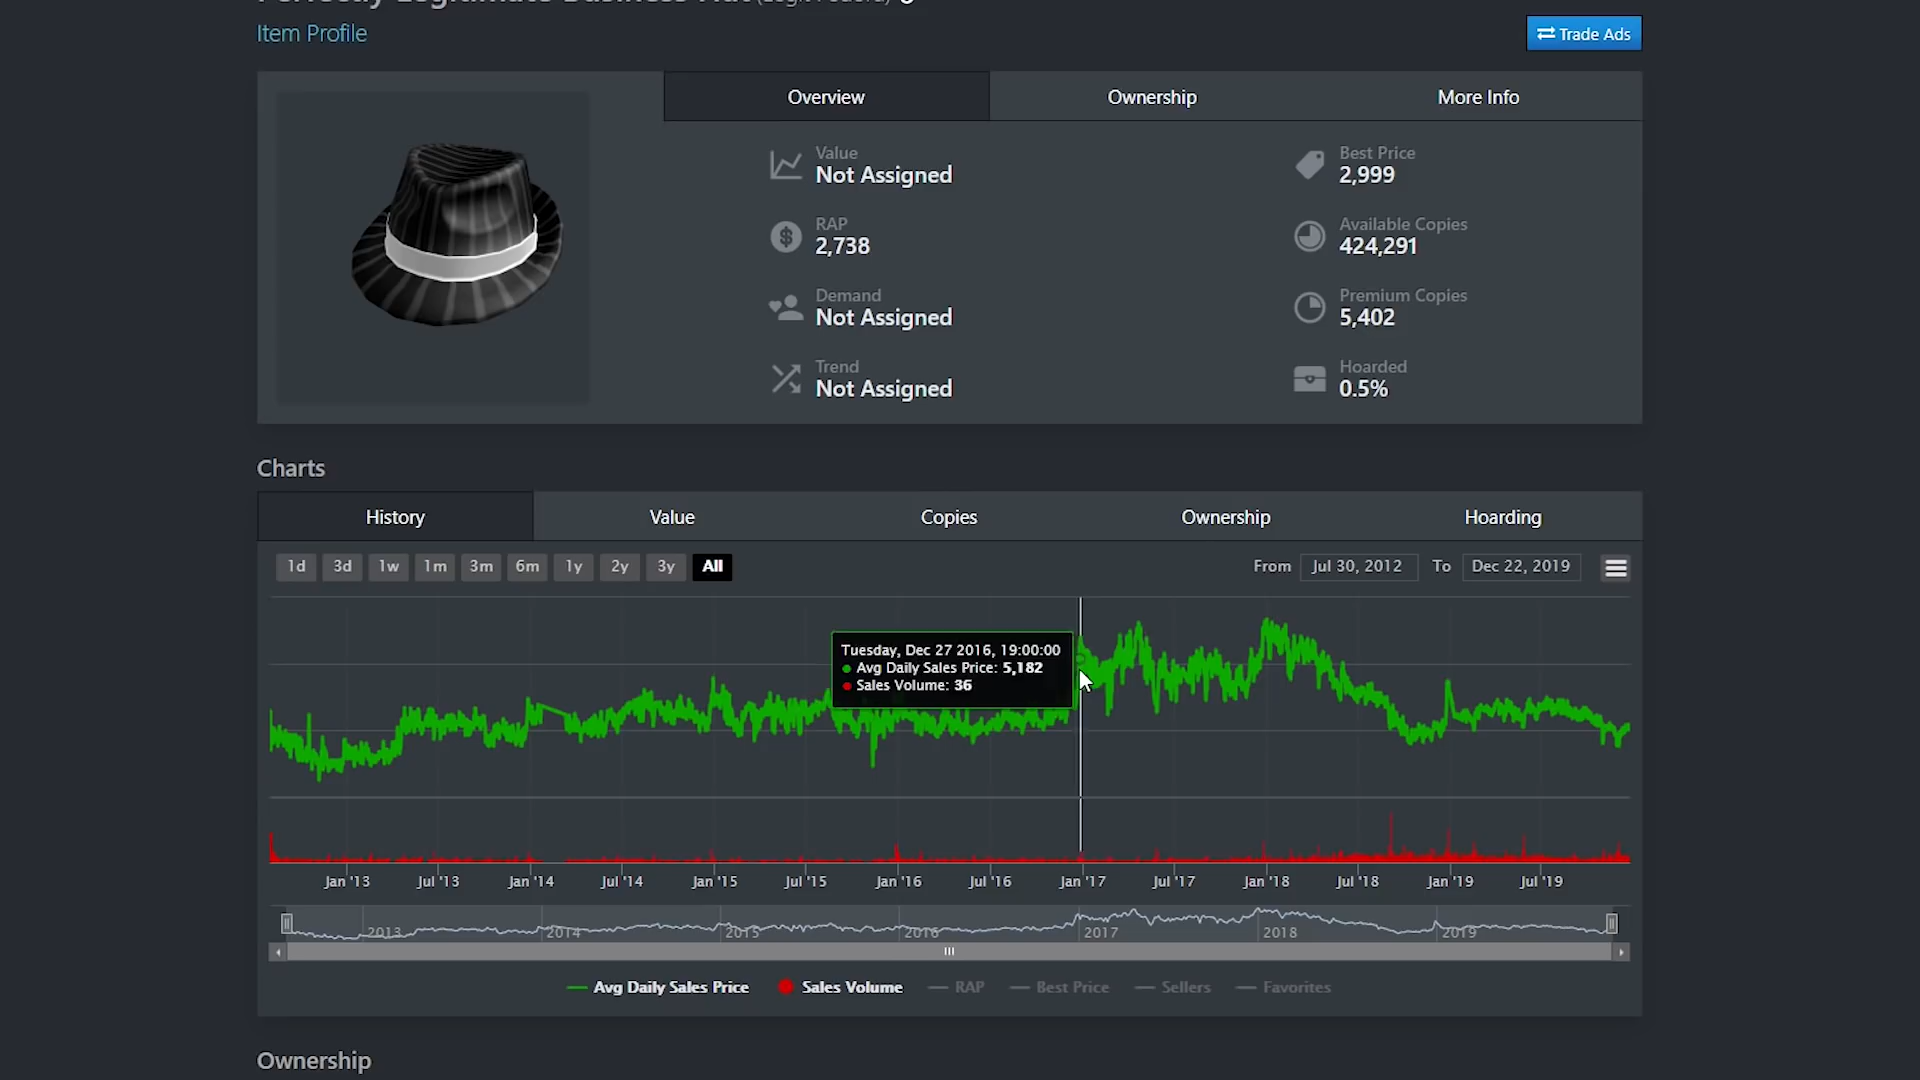 Item Profile
Trade Ads
Overview
Ownership
More Info
Value
Not Assigned
Best Price
2,999
RAP
2,738
Available Copies
424,291
Demand
Not Assigned
Premium Copies
5,402
Trend
Not Assigned
Hoarded
0.5%
Charts
History
Value
Copies
Ownership
Hoarding
1d 3d 1w 1m 3m 6m 1y 2y 3y All
From Jul 30, 2012 To Dec 22, 2019
Tuesday, Dec 27 2016, 19:00:00
Avg Daily Sales Price: 5,182
Sales Volume: 36
Jan '13 Jul '13 Jan '14 Jul '14 Jan '15 Jul '15 Jan '16 Jul '16 Jan '17 Jul '17 Jan '18 Jul '18 Jan '19 Jul '19
2013 2014 2015 2016 2017 2018 2019
Avg Daily Sales Price Sales Volume RAP Best Price Sellers Favorites
Ownership